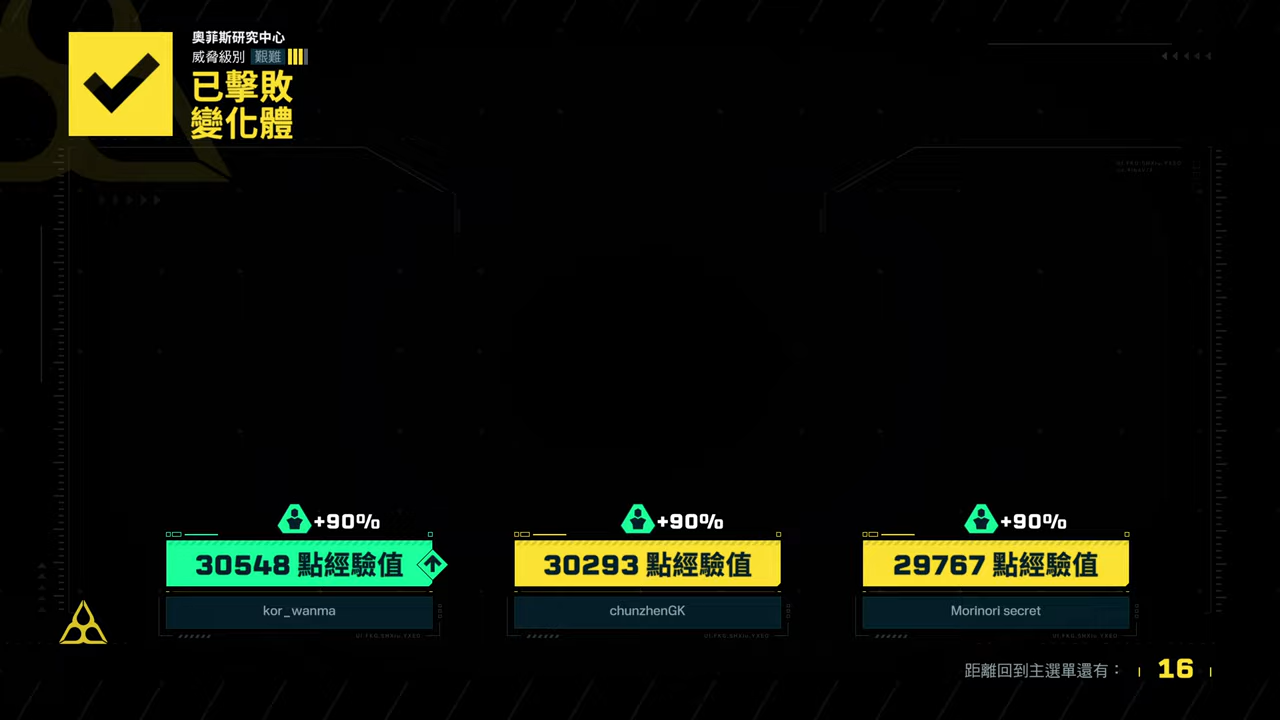 奧菲斯研究中心
威脅級別 艱難
已擊敗
變化體
+90%
30548 點經驗值
kor_wanma
+90%
30293 點經驗值
chunzhenGK
+90%
29767 點經驗值
Morinori secret
距離回到主選單還有： 16